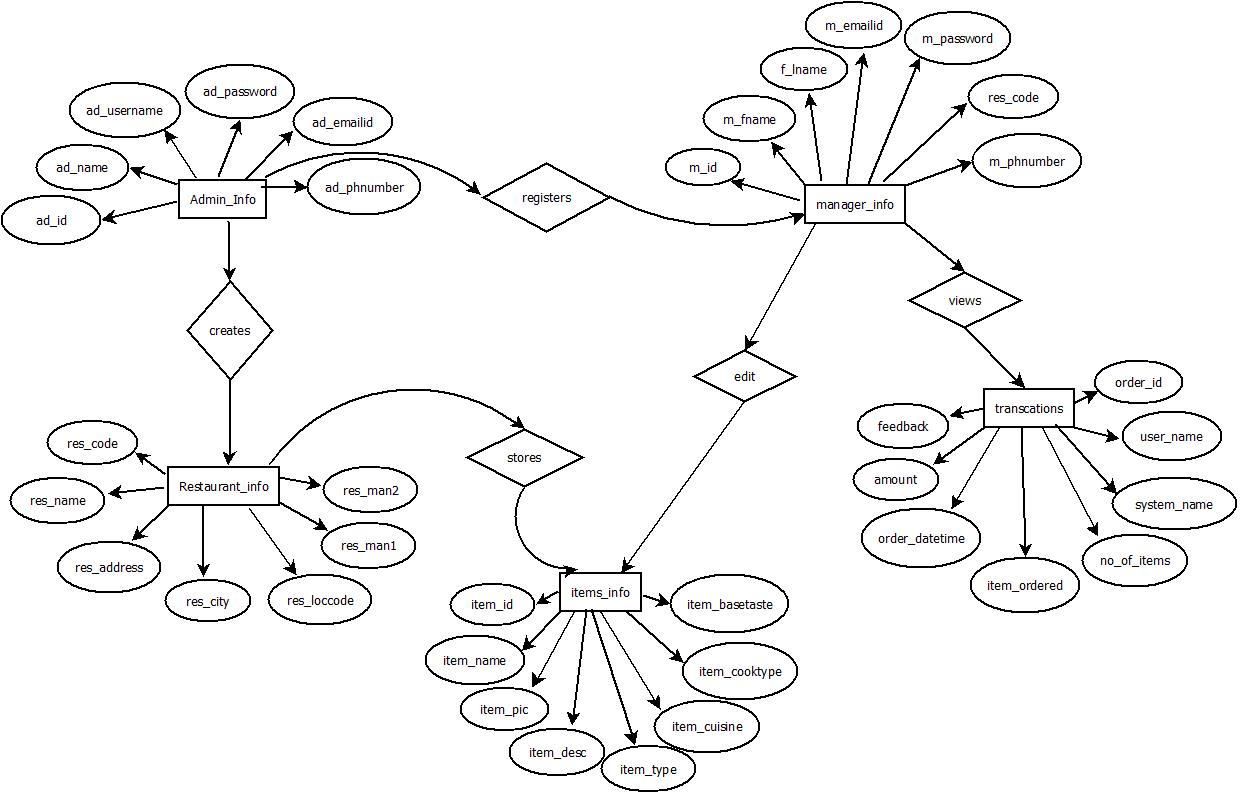 m_emailid
m_password
f_lname
ad_password
ad_username
res_code
m_fname
ad_emailid
m_phnumber
ad_name
m_id
ad_phnumber
Admin_Info
registers
manager_info
ad_id
views
creates
edit
order_id
transcations
feedback
user_name
res_code
stores
amount
Restaurant_info
res_man2
res_name
system_name
order_datetime
res_man1
no_of_items
res_address
item_ordered
items_info
res_city
res_loccode
item_id
item_basetaste
item_name
item_cooktype
item_pic
item_cuisine
item_desc
item_type